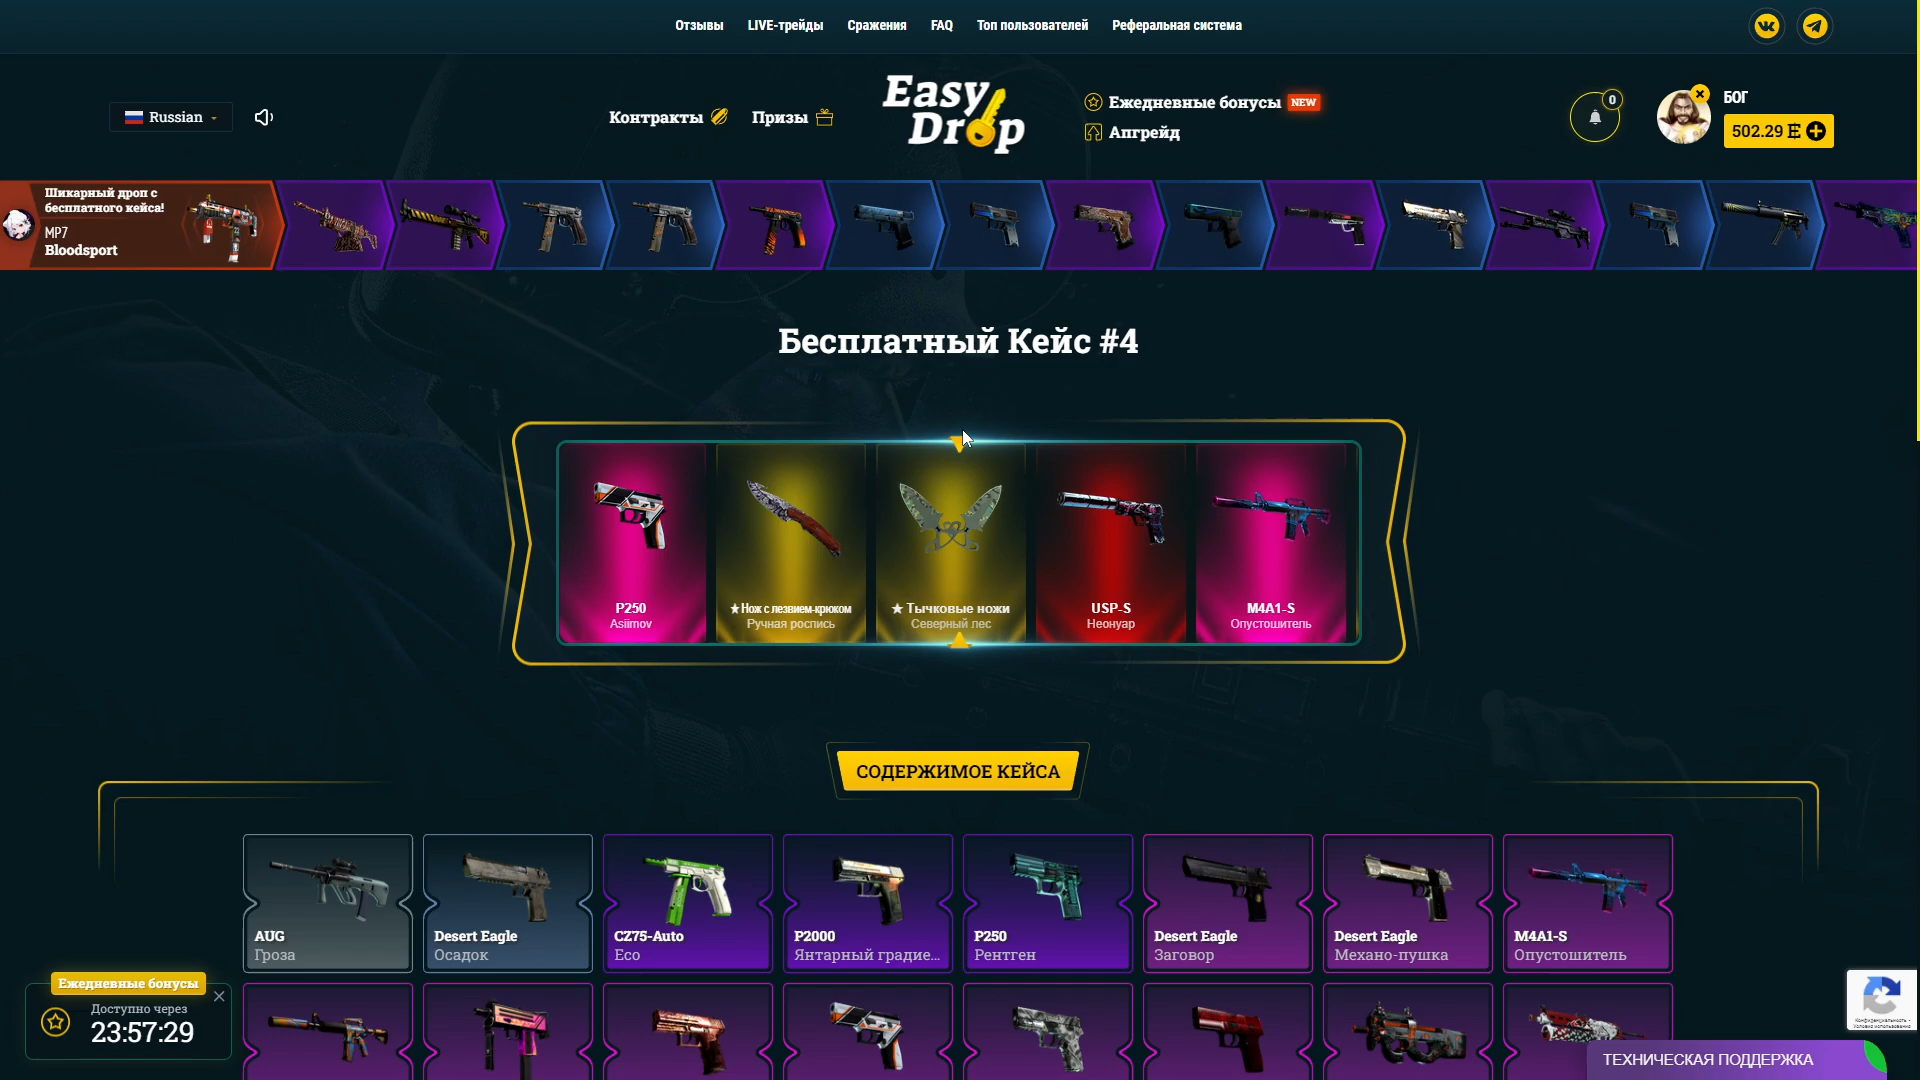 Отзывы LIVE-трейды Сражения FAQ Топ пользователей Реферальная система
Russian
Контракты Призы
Easy Drop
Ежедневные бонусы NEW
Апгрейд
0
БОГ
502.29
Шикарный дроп с
бесплатного кейса!
MP7
Bloodsport
Бесплатный Кейс #4
P250
Asiimov
★ Нож с лезвием-крюком
Ручная роспись
★ Тычковые ножи
Северный лес
USP-S
Неонуар
M4A1-S
Опустошитель
СОДЕРЖИМОЕ КЕЙСА
AUG
Гроза
Desert Eagle
Осадок
CZ75-Auto
Eco
P2000
Янтарный градие...
P250
Рентген
Desert Eagle
Заговор
Desert Eagle
Механо-пушка
M4A1-S
Опустошитель
Ежедневные бонусы
Доступно через
23:57:29
Конфиденциальность -
Условия использования
ТЕХНИЧЕСКАЯ ПОДДЕРЖКА